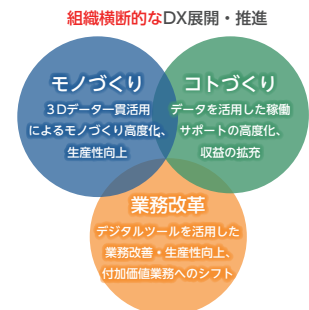 組織横断的なDX展開・推進
モノづくり
3Dデータ一貫活用
によるモノづくり高度化、
生産性向上
コトづくり
データを活用した稼働
サポートの高度化、
収益の拡充
業務改革
デジタルツールを活用した
業務改善・生産性向上、
付加価値業務へのシフト